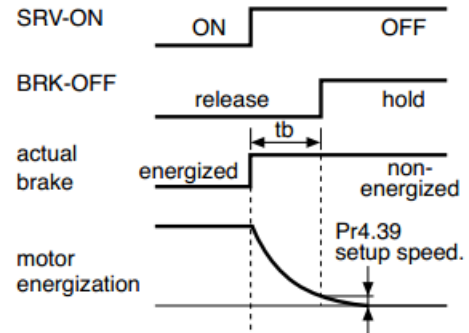 SRV-ON
ON
OFF
BRK-OFF
release
hold
tb
actual
brake
energized
non-
energized
motor
energization
Pr4.39
setup speed.